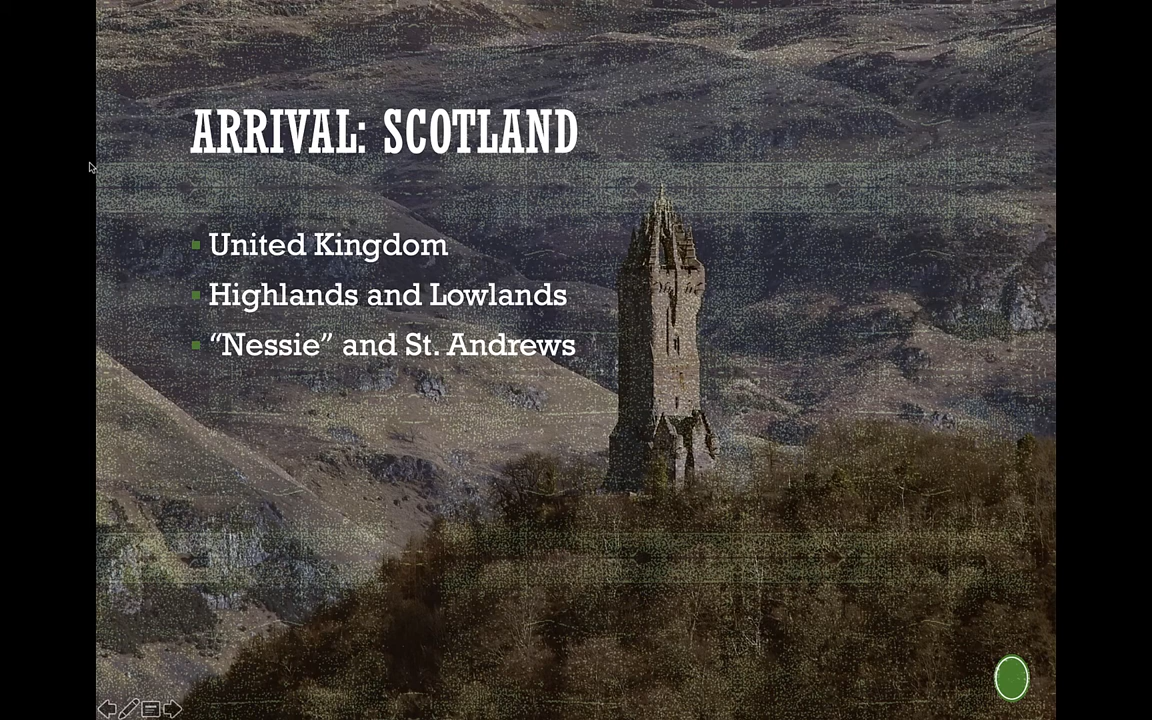 ARRIVAL: SCOTLAND
United Kingdom
Highlands and Lowlands
“Nessie” and St. Andrews